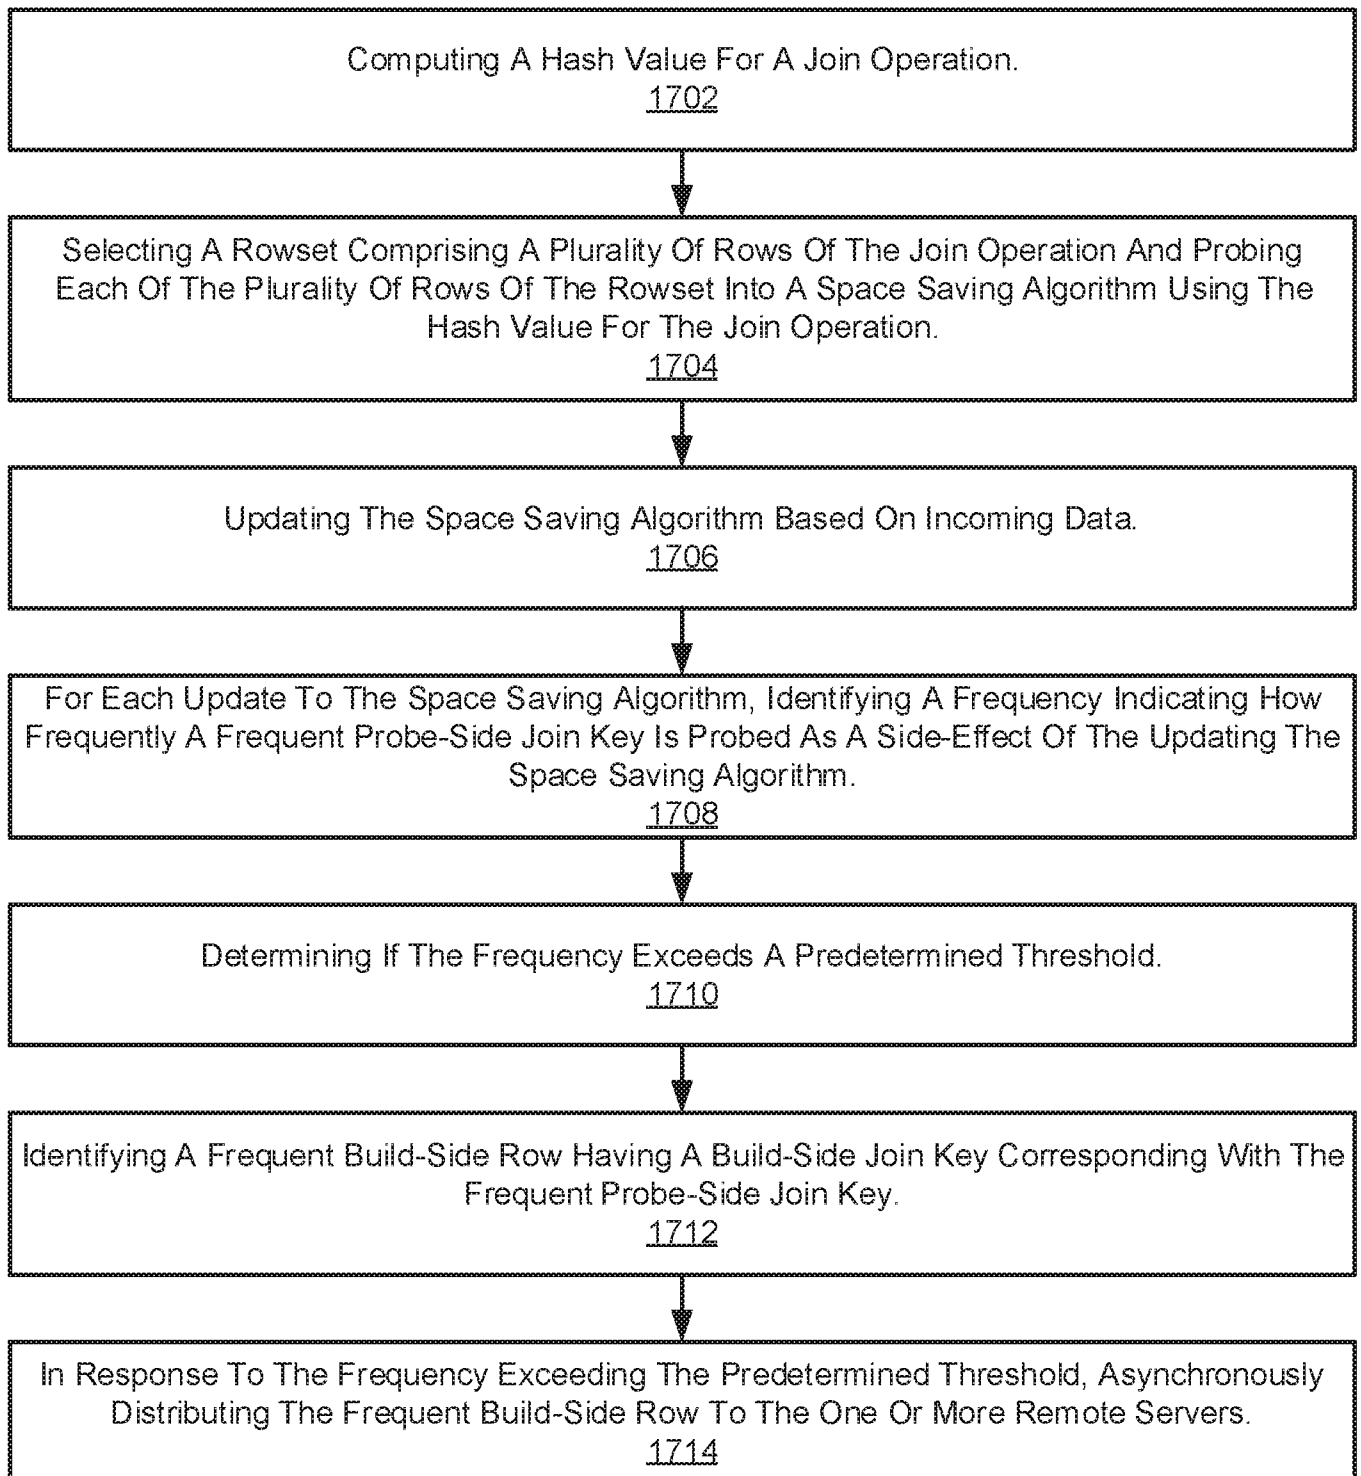 Computing A Hash Value For A Join Operation.
1702
Selecting A Rowset Comprising A Plurality Of Rows Of The Join Operation And Probing
Each Of The Plurality Of Rows Of The Rowset Into A Space Saving Algorithm Using The
Hash Value For The Join Operation.
1704
Updating The Space Saving Algorithm Based On Incoming Data.
1706
For Each Update To The Space Saving Algorithm, Identifying A Frequency Indicating How
Frequently A Frequent Probe-Side Join Key Is Probed As A Side-Effect Of The Updating The
Space Saving Algorithm.
1708
Determining If The Frequency Exceeds A Predetermined Threshold.
1710
Identifying A Frequent Build-Side Row Having A Build-Side Join Key Corresponding With The
Frequent Probe-Side Join Key.
1712
In Response To The Frequency Exceeding The Predetermined Threshold, Asynchronously
Distributing The Frequent Build-Side Row To The One Or More Remote Servers.
1714